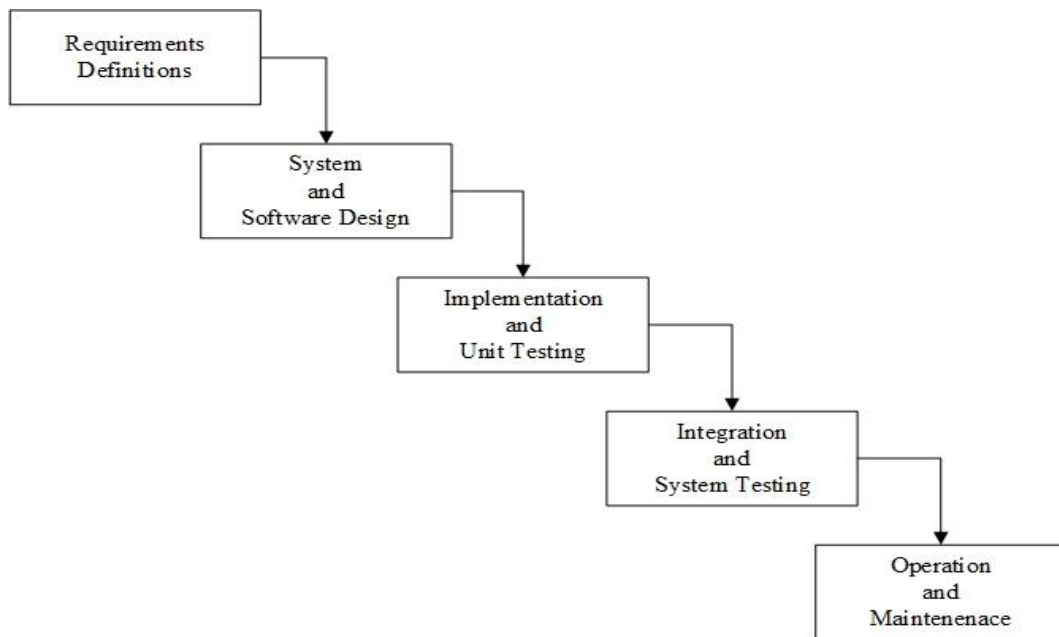 Requirements
Definitions
System
and
Software Design
Implementation
and
Unit Testing
Integration
and
System Testing
Operation
and
Maintenenace